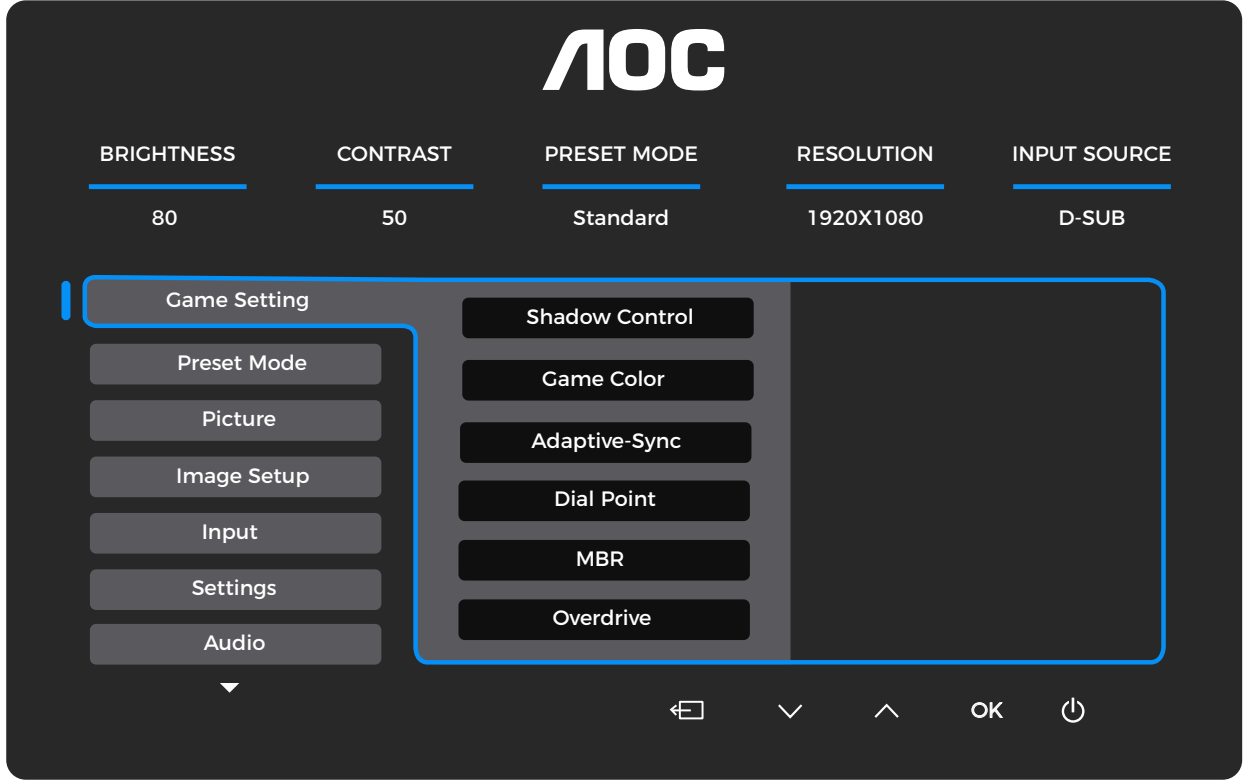 AOC
BRIGHTNESS CONTRAST PRESET MODE RESOLUTION INPUT SOURCE
80 50 Standard 1920X1080 D-SUB
Game Setting
Preset Mode
Picture
Image Setup
Input
Settings
Audio
Shadow Control
Game Color
Adaptive-Sync
Dial Point
MBR
Overdrive
OK